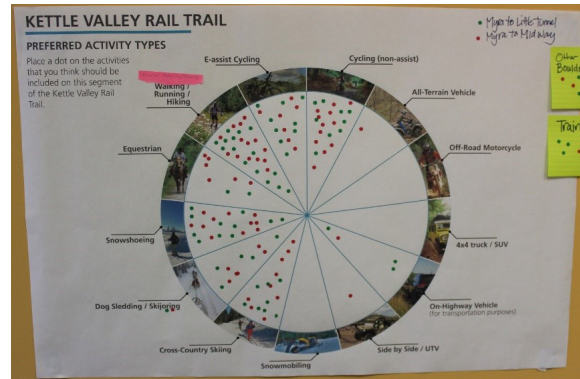 KETTLE VALLEY RAIL TRAIL
PREFERRED ACTIVITY TYPES
Place a dot on the activities
that you think should be
included on this segment
of the Kettle Valley Rail
Trail.
Myra to Little Tunnel
Myra to Midway
E-assist Cycling
Cycling (non-assist)
Walking /
Running /
Hiking
All-Terrain Vehicle
Equestrian
Off-Road Motorcycle
Snowshoeing
4x4 truck / SUV
Dog Sledding / Skijoring
On-Highway Vehicle
(for transportation purposes)
Cross-Country Skiing
Side by Side / UTV
Snowmobiling
Other
Train